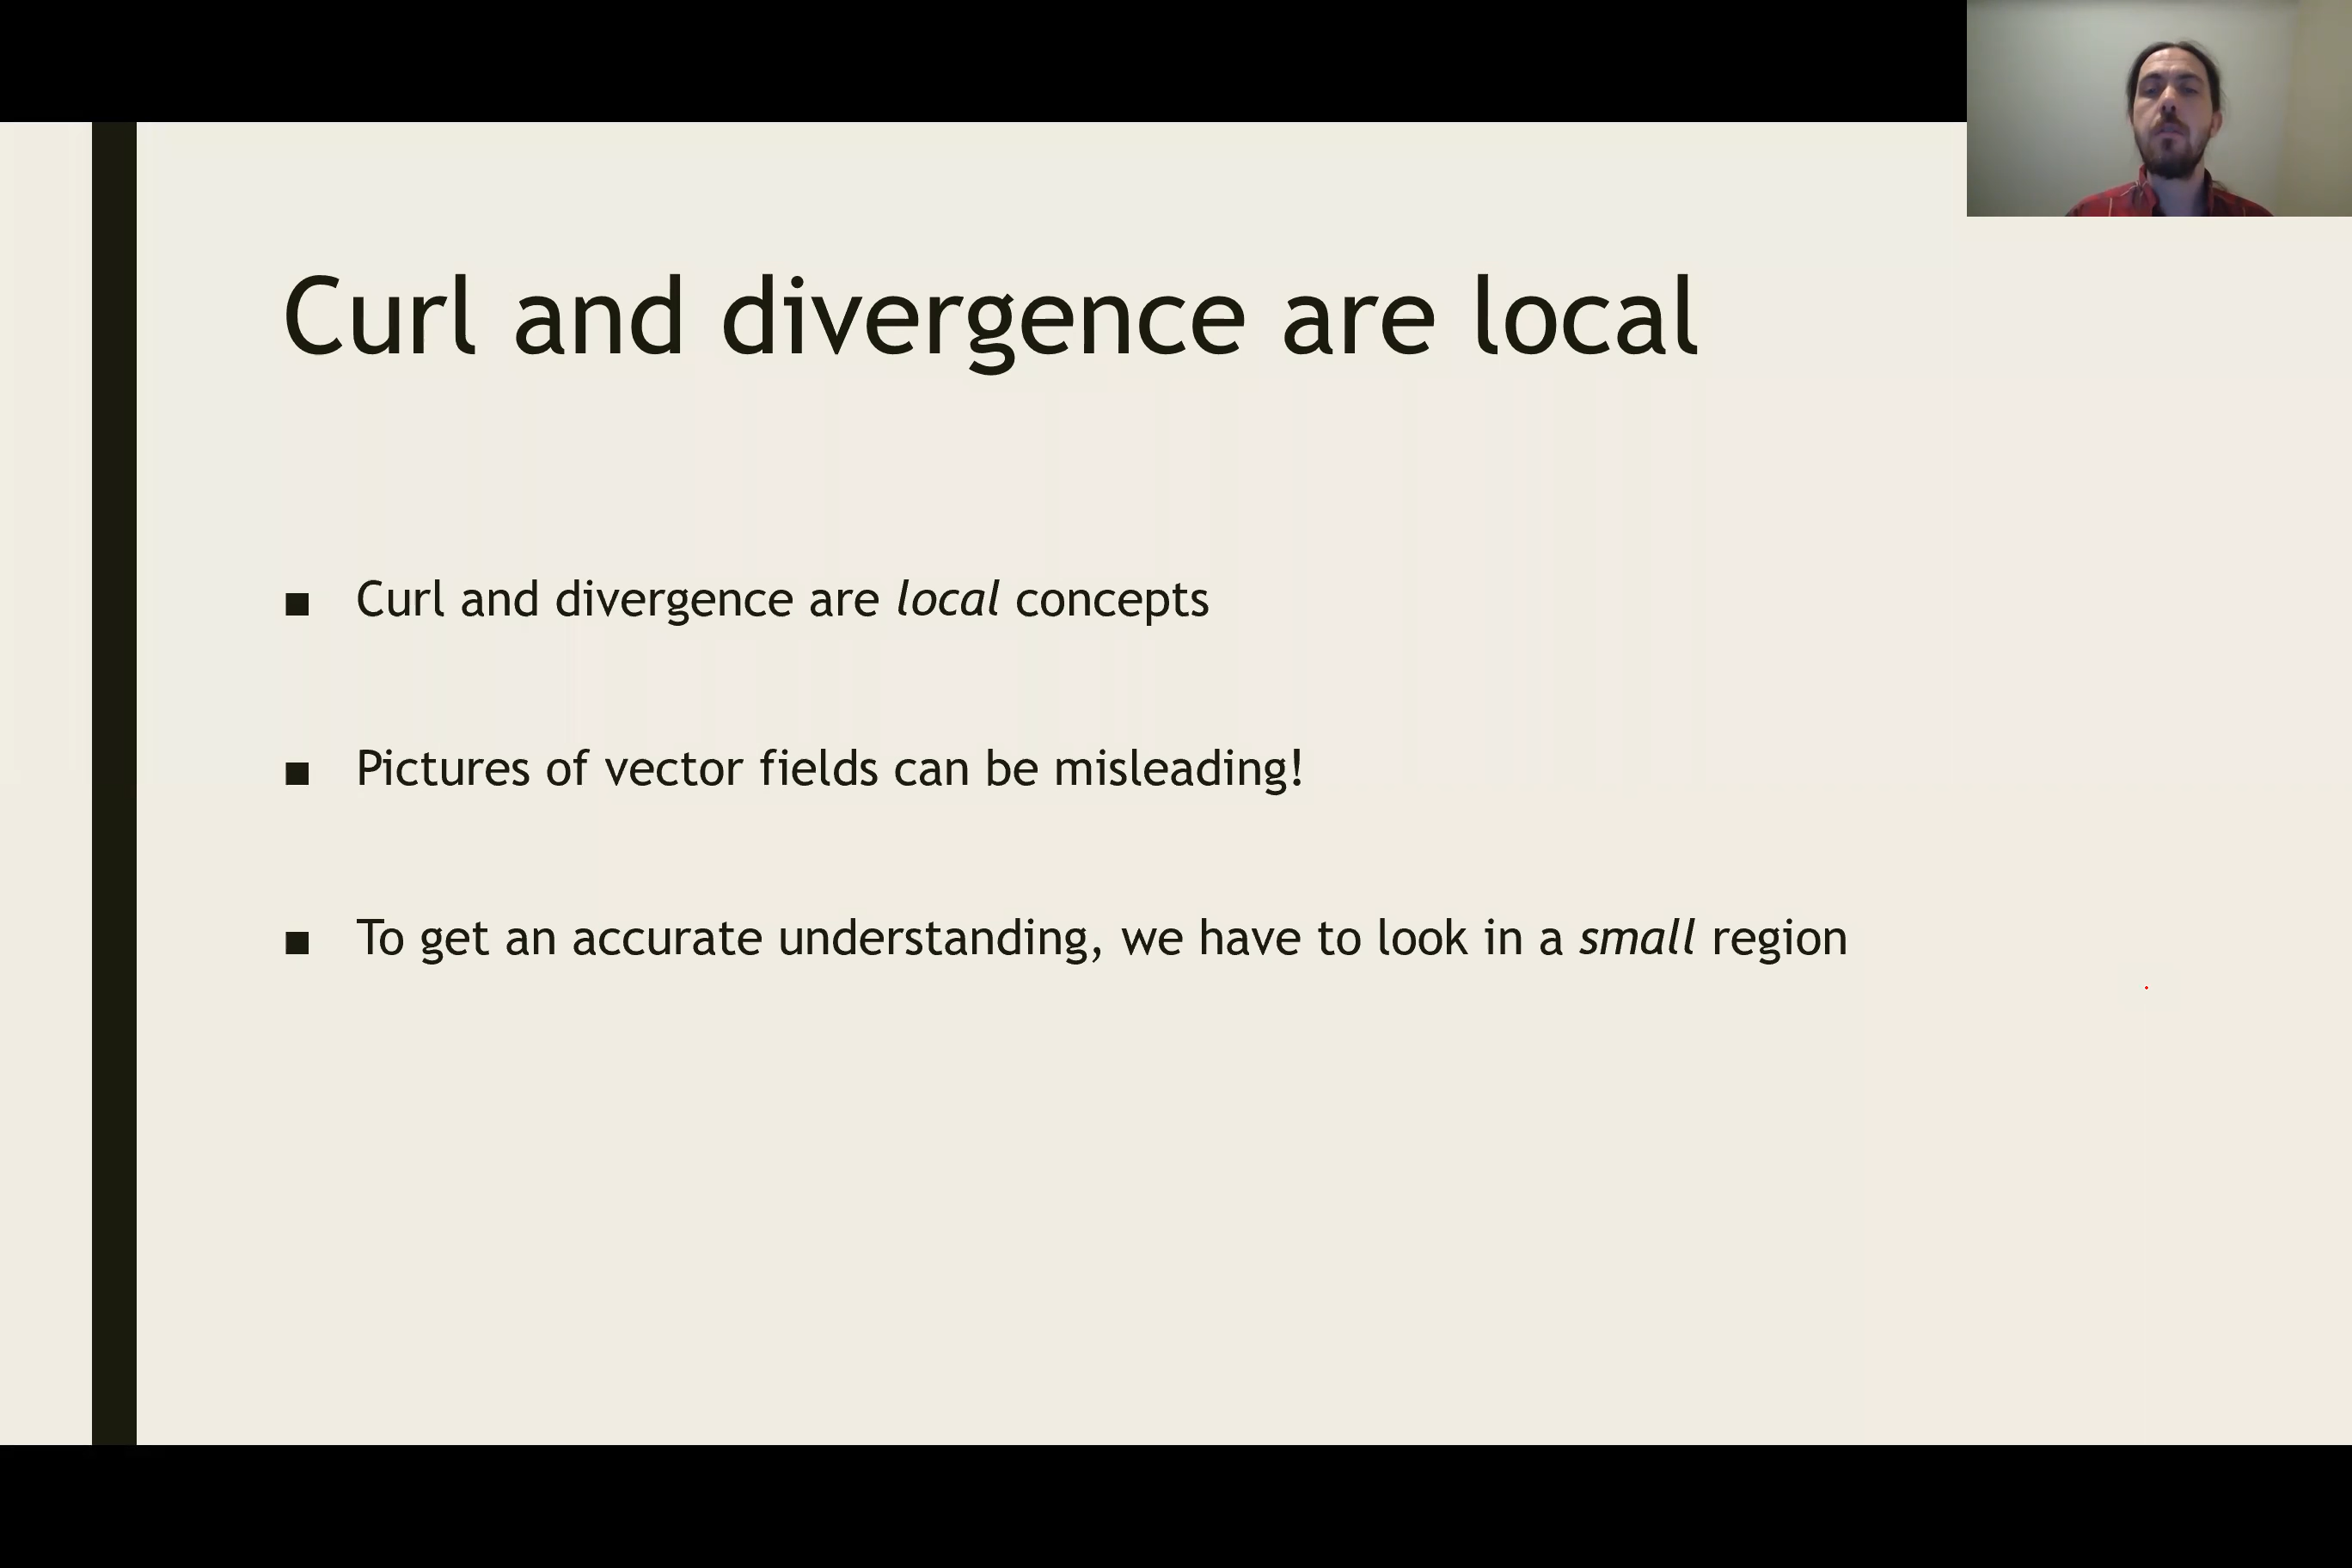 Curl and divergence are local
■ Curl and divergence are local concepts
■ Pictures of vector fields can be misleading!
■ To get an accurate understanding, we have to look in a small region